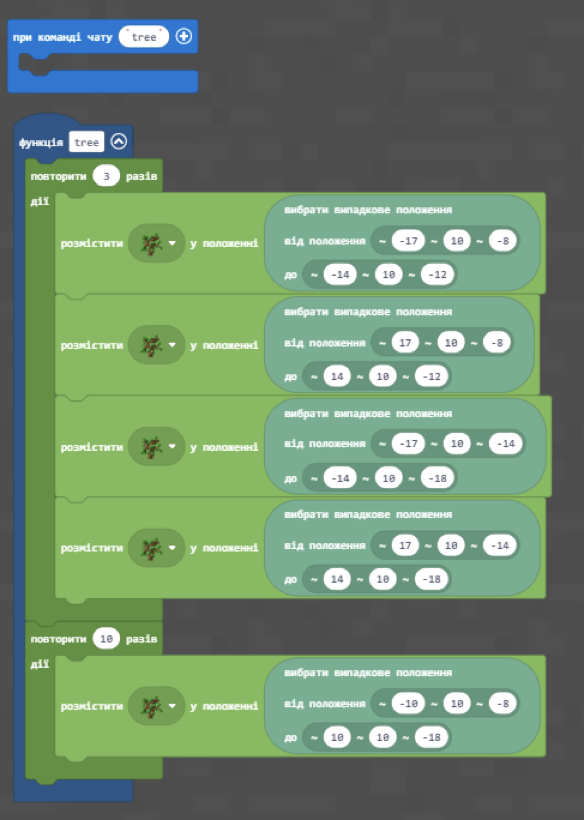 при команді чату "tree"
функція tree
повторити 3 разів
дії
вибрати випадкове положення
розмістити у положенні від положення ~ -17 ~ 10 ~ -8
до ~ -14 ~ 10 ~ -12
вибрати випадкове положення
розмістити у положенні від положення ~ 17 ~ 10 ~ -8
до ~ 14 ~ 10 ~ -12
вибрати випадкове положення
розмістити у положенні від положення ~ -17 ~ 10 ~ -14
до ~ -14 ~ 10 ~ -18
вибрати випадкове положення
розмістити у положенні від положення ~ 17 ~ 10 ~ -14
до ~ 14 ~ 10 ~ -18
повторити 10 разів
дії
вибрати випадкове положення
розмістити у положенні від положення ~ -10 ~ 10 ~ -8
до ~ 10 ~ 10 ~ -18